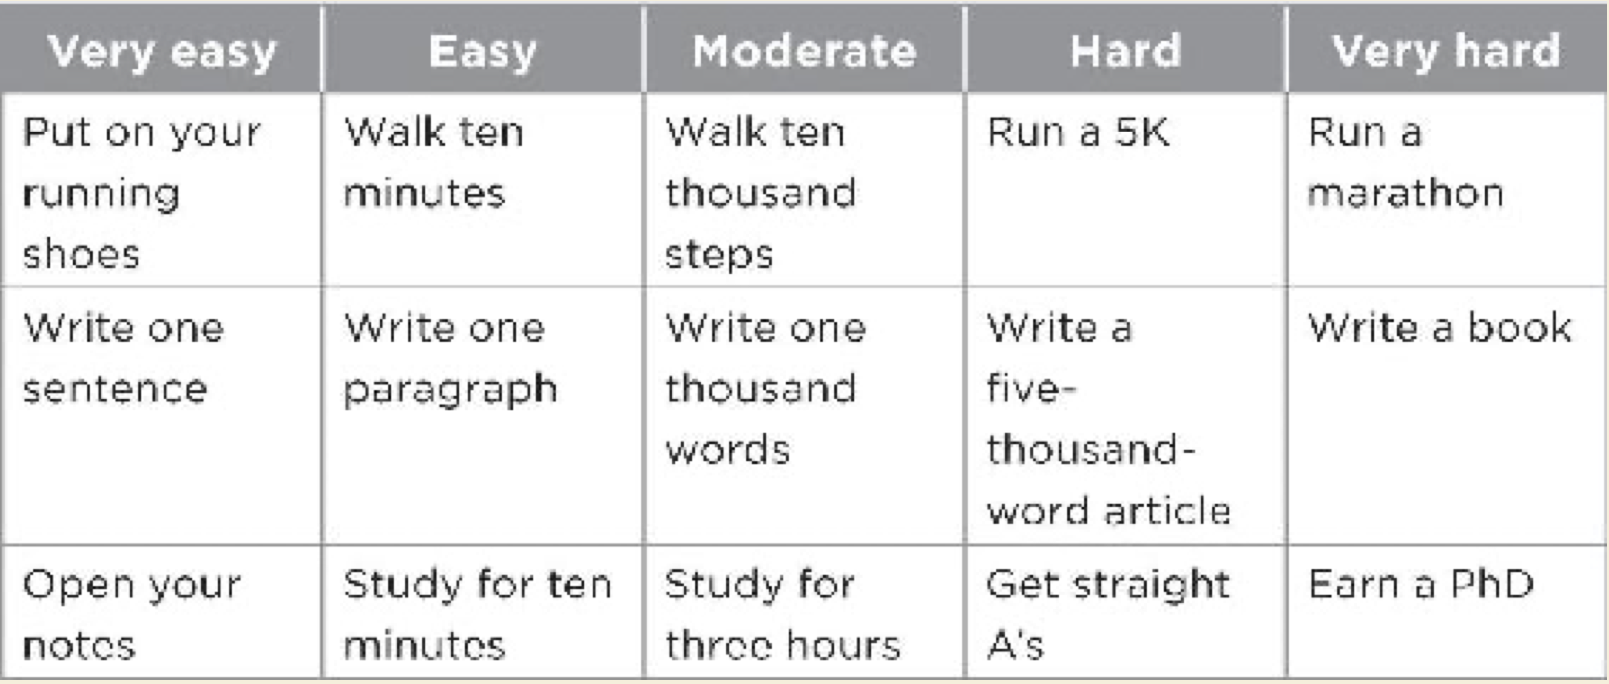 Very easy
Easy
Moderate
Hard
Very hard
Put on your
running
shoes
Walk ten
minutes
Walk ten
thousand
steps
Run a 5K
Run a
marathon
Write one
sentence
Write one
paragraph
Write one
thousand
words
Write a
five-
thousand-
word article
Write a book
Open your
notes
Study for ten
minutes
Study for
three hours
Get straight
A's
Earn a PhD